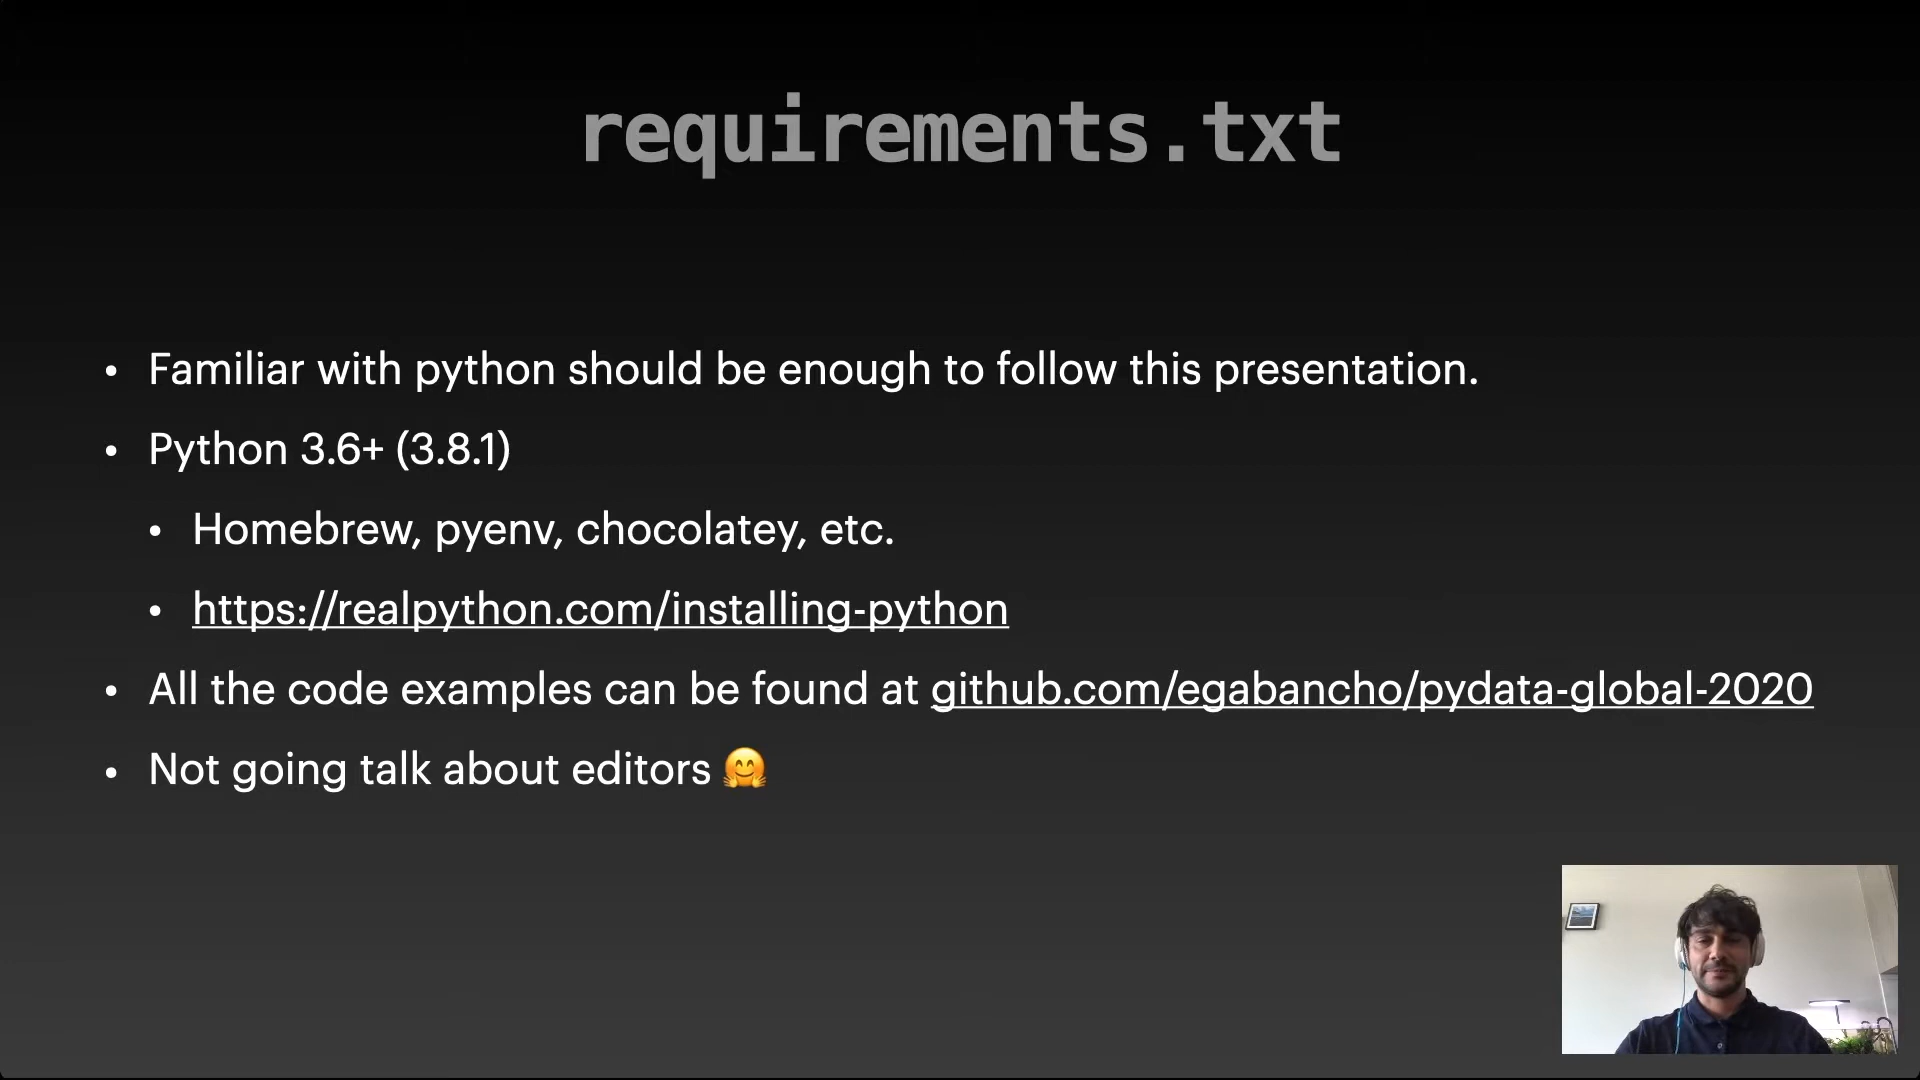 requirements.txt
• Familiar with python should be enough to follow this presentation.
• Python 3.6+ (3.8.1)
• Homebrew, pyenv, chocolatey, etc.
• https://realpython.com/installing-python
• All the code examples can be found at github.com/egabancho/pydata-global-2020
• Not going talk about editors 🤗